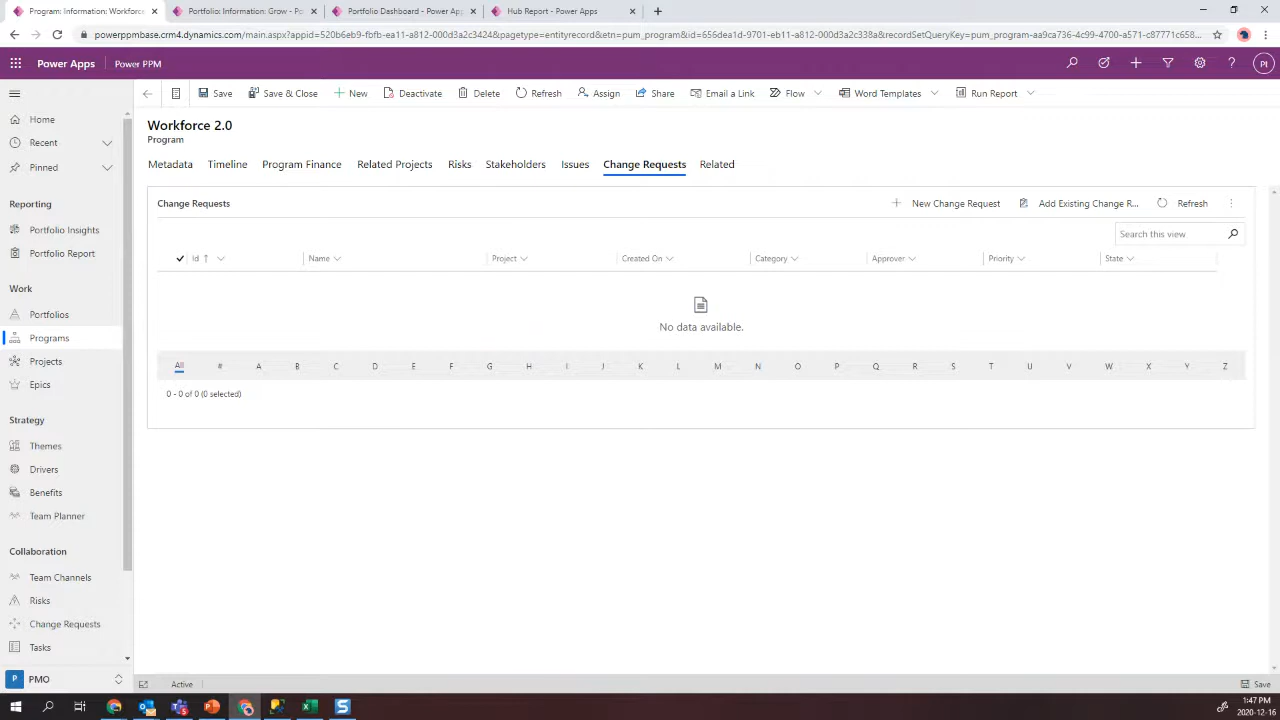 Program: Information: Workforce
Portfolio: Information: Grow - Po
Portfolio Dashboard - Power Ap
Hub Report - Power Apps
powerppmbase.crm4.dynamics.com/main.aspx?appid=520b6eb9-fbfb-ea11-a812-000d3a2c3424&pagetype=entityrecord&etn=pum_program&id=656dea1d-9701-eb11-a812-000d3a2c338a&recordSetQueryKey=pum_program-aa9ca736-4c99-4700-a571-c87771c658...
Power Apps
Power PPM
PI
Save
Save & Close
New
Deactivate
Delete
Refresh
Assign
Share
Email a Link
Flow
Word Templates
Run Report
Home
Recent
Pinned
Reporting
Portfolio Insights
Portfolio Report
Work
Portfolios
Programs
Projects
Epics
Strategy
Themes
Drivers
Benefits
Team Planner
Collaboration
Team Channels
Risks
Change Requests
Tasks
P PMO
Workforce 2.0
Program
Metadata Timeline Program Finance Related Projects Risks Stakeholders Issues Change Requests Related
Change Requests
New Change Request
Add Existing Change R...
Refresh
Search this view
Id Name Project Created On Category Approver Priority State
No data available.
All # A B C D E F G H I J K L M N O P Q R S T U V W X Y Z
0 - 0 of 0 (0 selected)
Active
Save
1:47 PM
2020-12-16